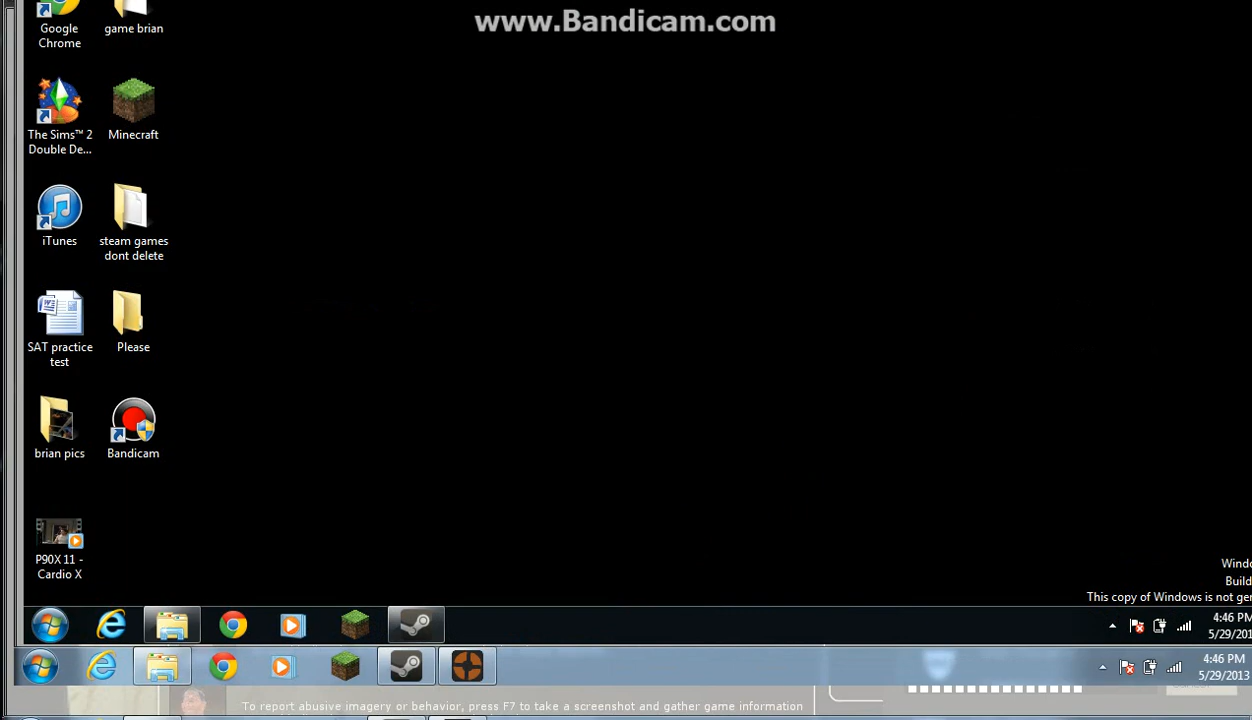 www.Bandicam.com
Google
Chrome
game brian
The Sims™ 2
Double De...
Minecraft
iTunes
steam games
dont delete
SAT practice
test
Please
brian pics
Bandicam
P90X 11 -
Cardio X
Windo
Build
This copy of Windows is not gen
4:46 PM
5/29/201
4:46 PM
5/29/2013
To report abusive imagery or behavior, press F7 to take a screenshot and gather game information